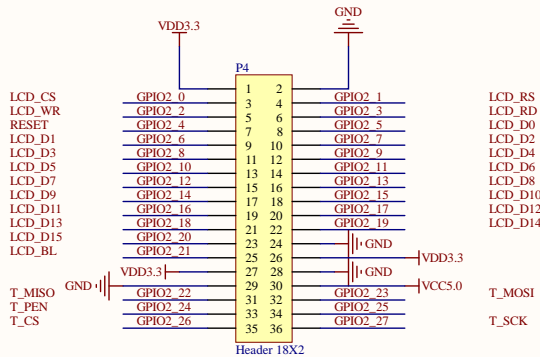 GND
VDD3.3
P4
1 2
LCD_CS GPIO2_0 3 4 GPIO2_1 LCD_RS
LCD_WR GPIO2_2 5 6 GPIO2_3 LCD_RD
RESET GPIO2_4 7 8 GPIO2_5 LCD_D0
LCD_D1 GPIO2_6 9 10 GPIO2_7 LCD_D2
LCD_D3 GPIO2_8 11 12 GPIO2_9 LCD_D4
LCD_D5 GPIO2_10 13 14 GPIO2_11 LCD_D6
LCD_D7 GPIO2_12 15 16 GPIO2_13 LCD_D8
LCD_D9 GPIO2_14 17 18 GPIO2_15 LCD_D10
LCD_D11 GPIO2_16 19 20 GPIO2_17 LCD_D12
LCD_D13 GPIO2_18 21 22 GPIO2_19 LCD_D14
LCD_D15 GPIO2_20 23 24 GND
LCD_BL GPIO2_21 25 26 VDD3.3
VDD3.3 27 28 GND
GND 29 30 VCC5.0
T_MISO GPIO2_22 31 32 GPIO2_23 T_MOSI
T_PEN GPIO2_24 33 34 GPIO2_25
T_CS GPIO2_26 35 36 GPIO2_27 T_SCK
Header 18X2